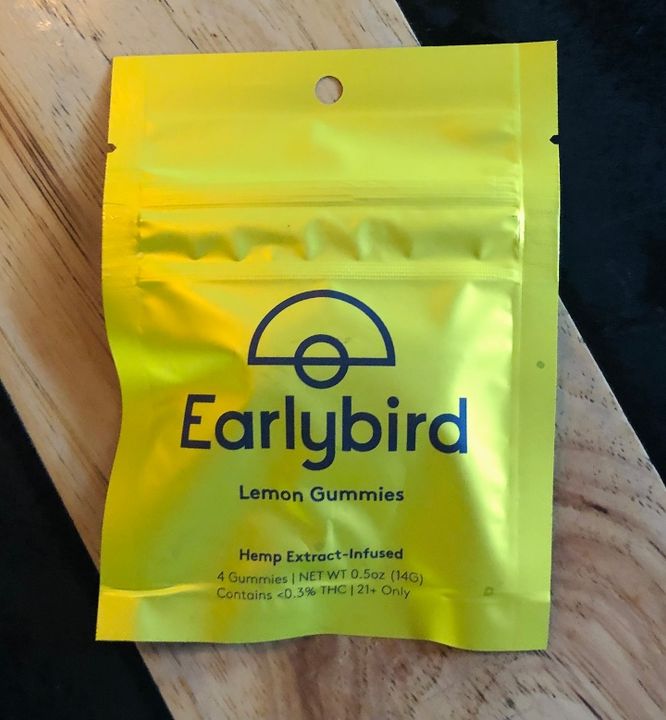 Earlybird
Lemon Gummies
Hemp Extract-Infused
4 Gummies | NET WT 0.5oz (14G)
Contains <0.3% THC | 21+ Only